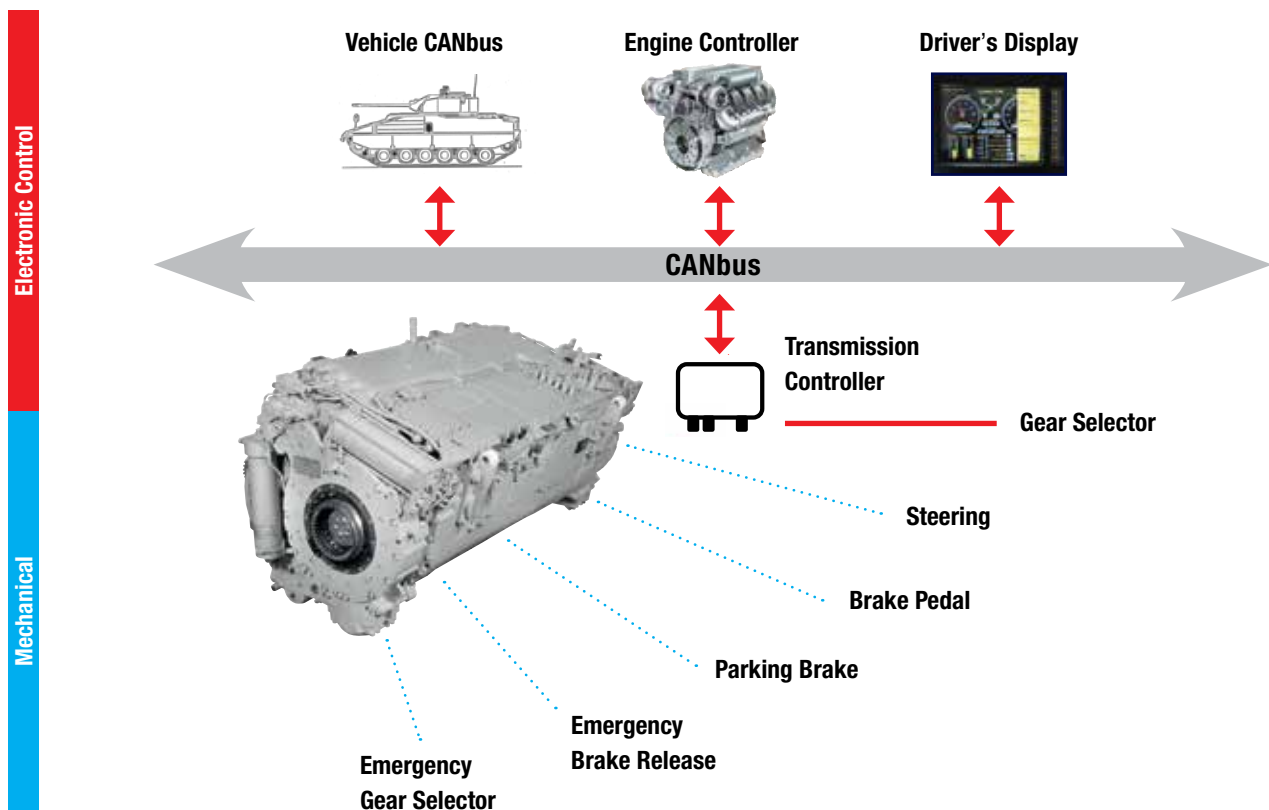 Vehicle CANbus
Engine Controller
Driver's Display
Electronic Control
CANbus
Transmission
Controller
Gear Selector
Mechanical
Steering
Brake Pedal
Parking Brake
Emergency
Brake Release
Emergency
Gear Selector